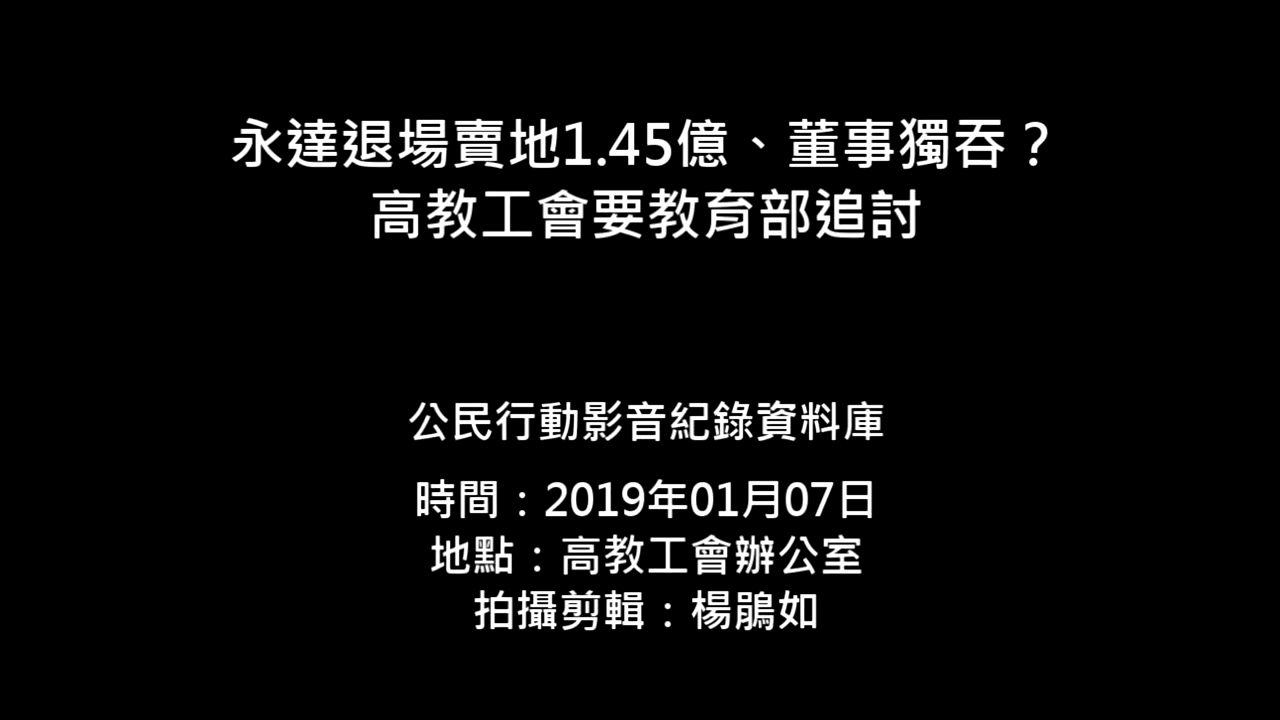 永達退場賣地1.45億、董事獨吞？
高教工會要教育部追討
公民行動影音紀錄資料庫
時間：2019年01月07日
地點：高教工會辦公室
拍攝剪輯：楊鵑如